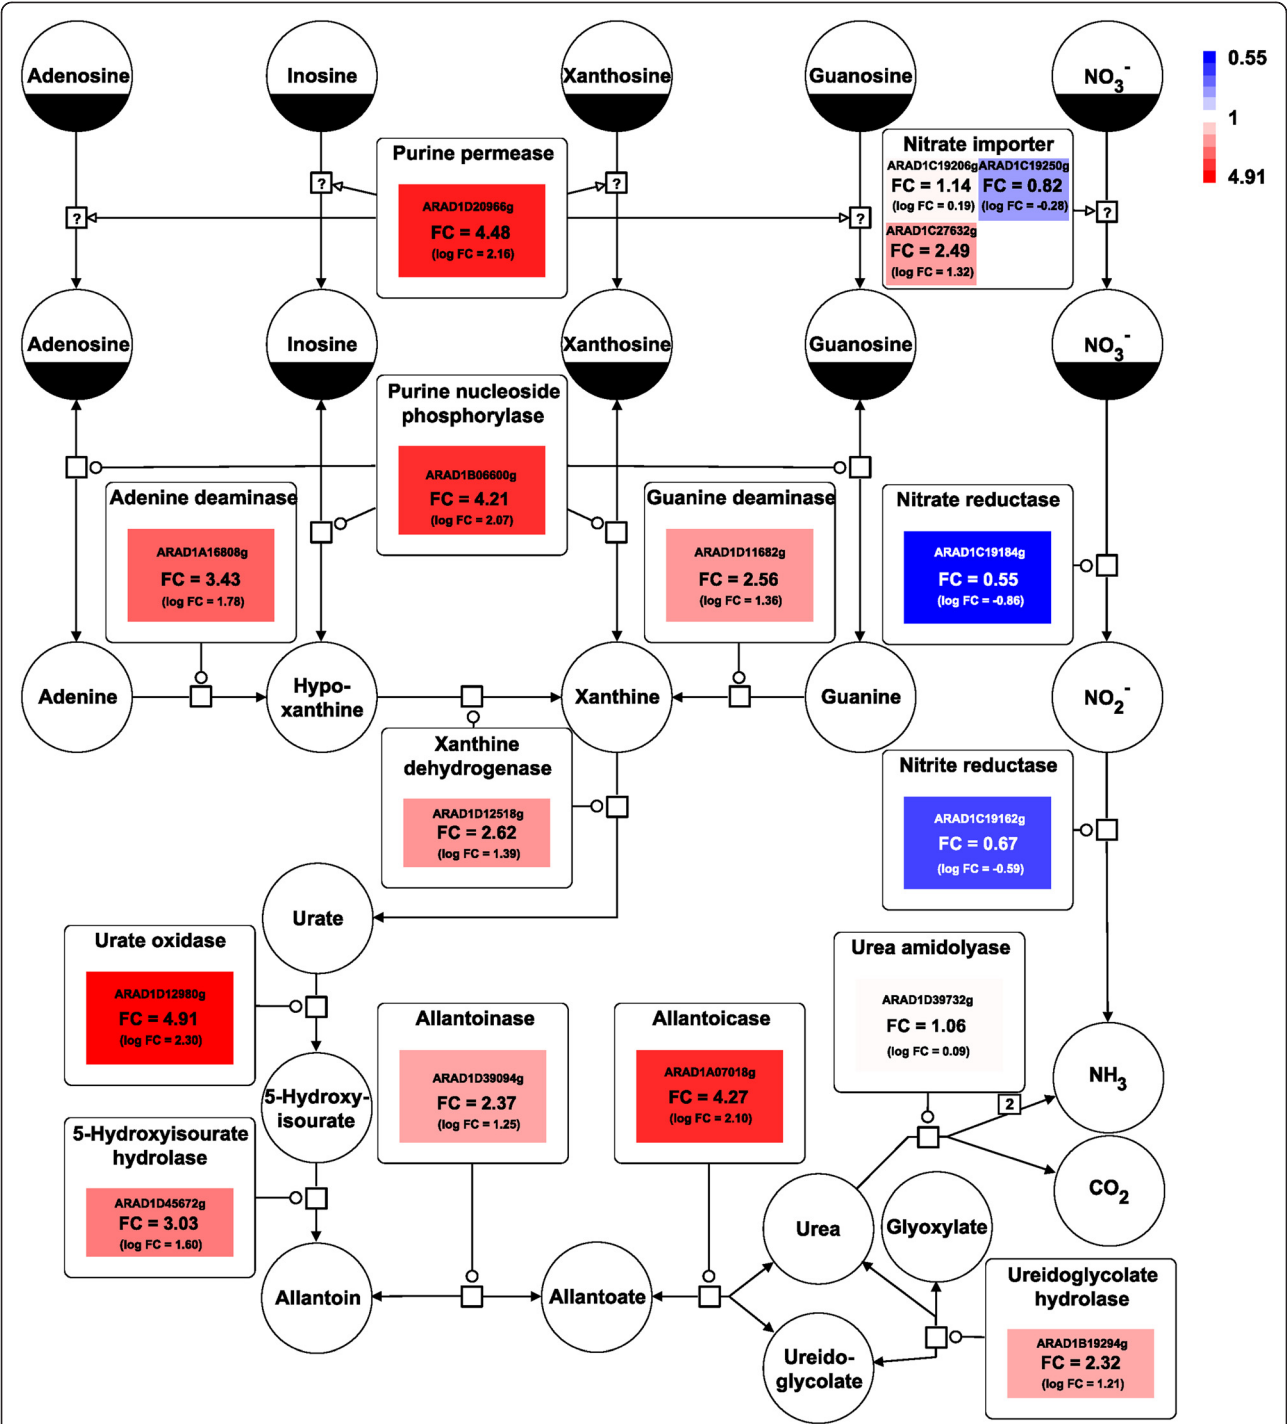 Adenosine
Inosine
Xanthosine
Guanosine
NO3-
0.55
1
4.91
Purine permease
ARAD1D20966g
FC = 4.48
(log FC = 2.16)
Nitrate importer
ARAD1C19206g
FC = 1.14
(log FC = 0.19)
ARAD1C19250g
FC = 0.82
(log FC = -0.28)
ARAD1C27632g
FC = 2.49
(log FC = 1.32)
?
?
?
?
?
Adenosine
Inosine
Xanthosine
Guanosine
NO3-
Purine nucleoside
phosphorylase
ARAD1B06600g
FC = 4.21
(log FC = 2.07)
Adenine deaminase
ARAD1A16808g
FC = 3.43
(log FC = 1.78)
Guanine deaminase
ARAD1D11682g
FC = 2.56
(log FC = 1.36)
Nitrate reductase
ARAD1C19184g
FC = 0.55
(log FC = -0.86)
Adenine
Hypo-
xanthine
Xanthine
Guanine
NO2-
Xanthine
dehydrogenase
ARAD1D12518g
FC = 2.62
(log FC = 1.39)
Nitrite reductase
ARAD1C19162g
FC = 0.67
(log FC = -0.59)
Urate
Urate oxidase
ARAD1D12980g
FC = 4.91
(log FC = 2.30)
Allantoinase
ARAD1D39094g
FC = 2.37
(log FC = 1.25)
Allantoicase
ARAD1A07018g
FC = 4.27
(log FC = 2.10)
Urea amidolyase
ARAD1D39732g
FC = 1.06
(log FC = 0.09)
NH3
2
5-Hydroxy-
isourate
5-Hydroxyisourate
hydrolase
ARAD1D45672g
FC = 3.03
(log FC = 1.60)
CO2
Urea
Glyoxylate
Allantoin
Allantoate
Ureido-
glycolate
Ureidoglycolate
hydrolase
ARAD1B19294g
FC = 2.32
(log FC = 1.21)